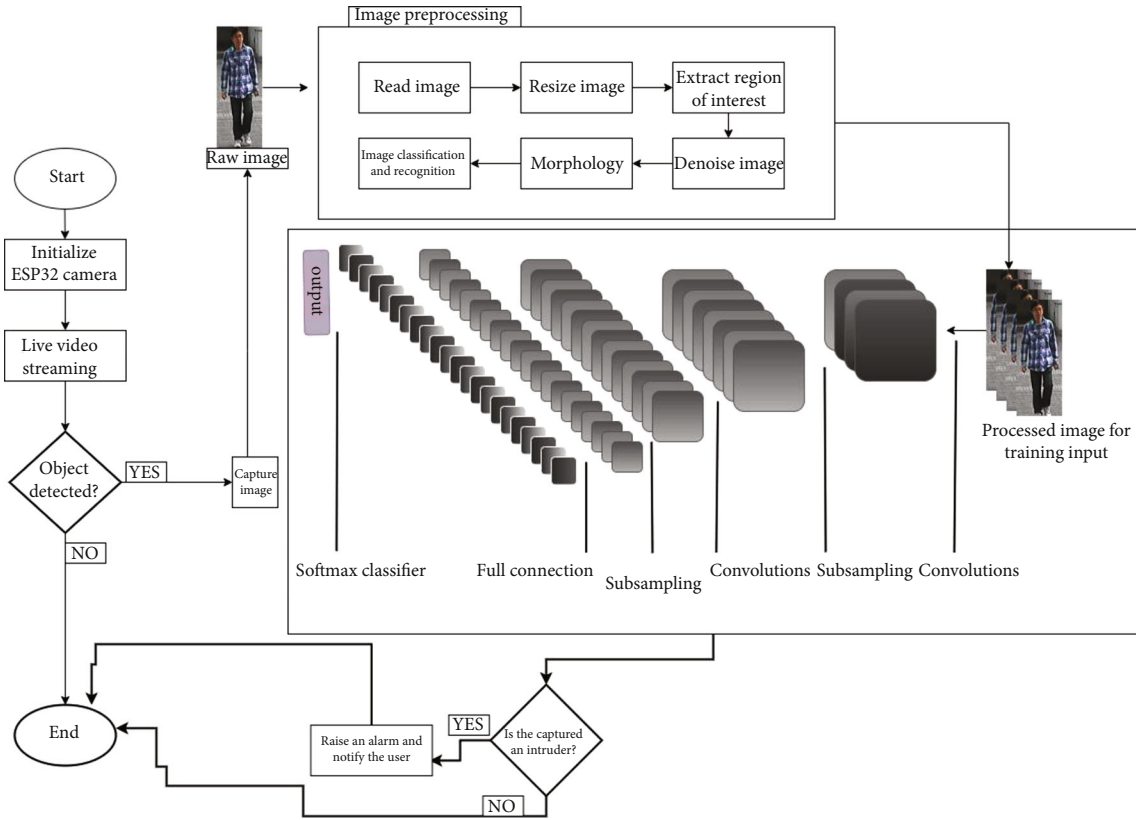 Image preprocessing
Read image
Resize image
Extract region
of interest
Image classification
and recognition
Morphology
Denoise image
Raw image
Start
Initialize
ESP32 camera
Live video
streaming
Object
detected?
YES
Capture
image
NO
output
Processed image for
training input
Softmax classifier
Full connection
Subsampling
Convolutions
Subsampling
Convolutions
Is the captured
an intruder?
YES
Raise an alarm and
notify the user
NO
End